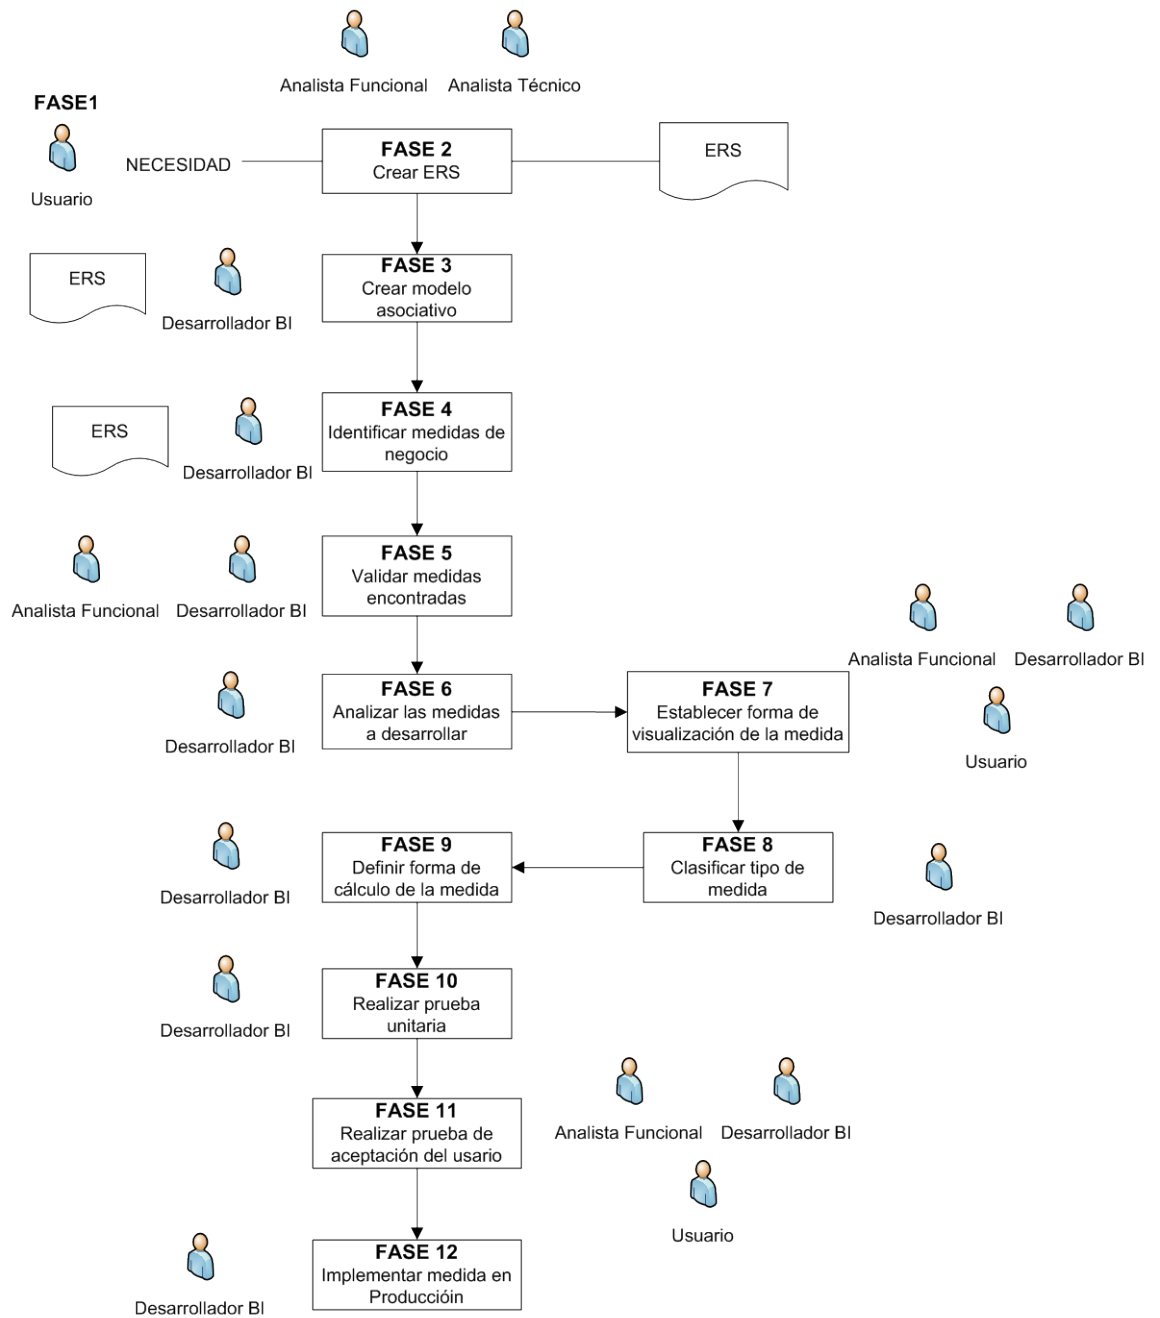 Analista Funcional
Analista Técnico
FASE1
Usuario
NECESIDAD
FASE 2
Crear ERS
ERS
ERS
Desarrollador BI
FASE 3
Crear modelo
asociativo
ERS
Desarrollador BI
FASE 4
Identificar medidas de
negocio
Analista Funcional
Desarrollador BI
FASE 5
Validar medidas
encontradas
Desarrollador BI
FASE 6
Analizar las medidas
a desarrollar
FASE 7
Establecer forma de
visualización de la medida
Analista Funcional
Desarrollador BI
Usuario
Desarrollador BI
FASE 9
Definir forma de
cálculo de la medida
FASE 8
Clasificar tipo de
medida
Desarrollador BI
Desarrollador BI
FASE 10
Realizar prueba
unitaria
FASE 11
Realizar prueba de
aceptación del usario
Analista Funcional
Desarrollador BI
Usuario
Desarrollador BI
FASE 12
Implementar medida en
Produccióin